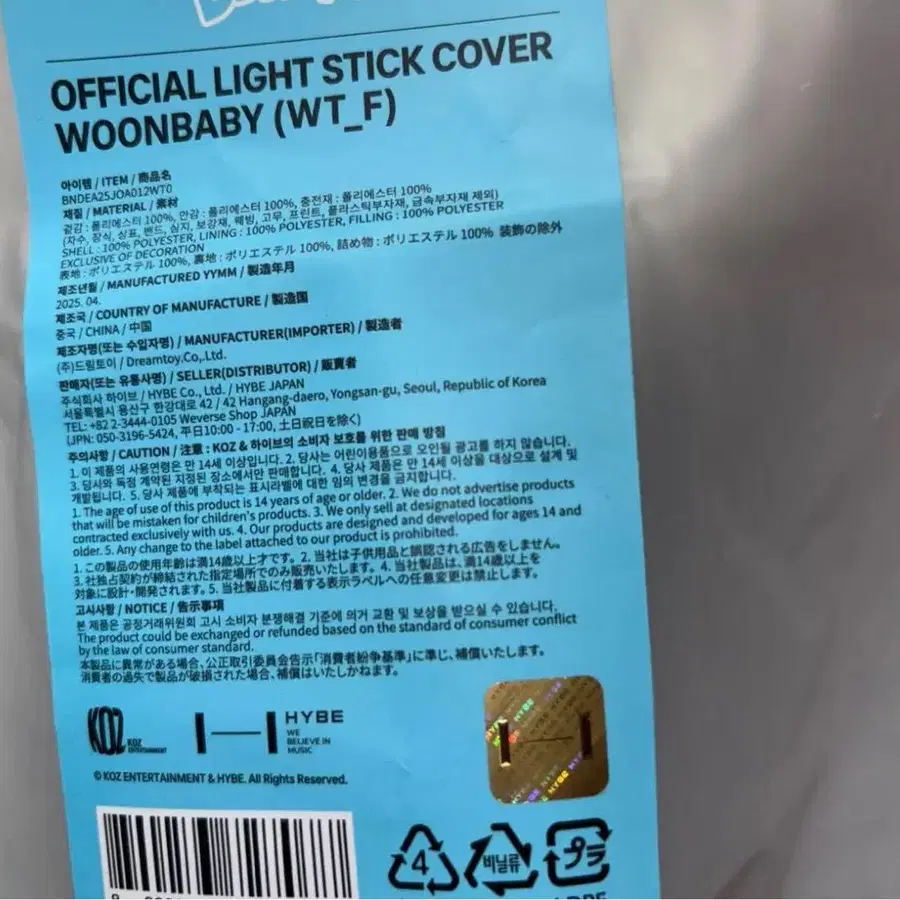 OFFICIAL LIGHT STICK COVER
WOONBABY (WT_F)
아이템 / ITEM / 商品名
BNDEA25JOA012WT0
재질 / MATERIAL / 素材
겉감 : 폴리에스터 100%, 안감 : 폴리에스터 100%, 충전재 : 폴리에스터 100%
(자수, 장식, 상표, 밴드, 심지, 보강재, 웨빙, 고무, 프린트, 플라스틱부자재, 금속부자재 제외)
SHELL : 100% POLYESTER, LINING : 100% POLYESTER, FILLING : 100% POLYESTER
EXCLUSIVE OF DECORATION
表地 : ポリエステル 100%, 裏地 : ポリエステル 100%, 詰め物 : ポリエステル 100% 装飾の除外
제조년월 / MANUFACTURED YYMM / 製造年月
2025. 04.
제조국 / COUNTRY OF MANUFACTURE / 製造国
중국 / CHINA / 中国
제조자명(또는 수입자명) / MANUFACTURER(IMPORTER) / 製造者
(주)드림토이 / Dreamtoy.Co,.Ltd.
판매자(또는 유통사명) / SELLER(DISTRIBUTOR) / 販賣者
주식회사 하이브 / HYBE Co., Ltd. / HYBE JAPAN
서울특별시 용산구 한강대로 42 / 42 Hangang-daero, Yongsan-gu, Seoul, Republic of Korea
TEL: +82 2-3444-0105 Weverse Shop JAPAN
(JPN: 050-3196-5424, 平日10:00 - 17:00, 土日祝日を除く)
주의사항 / CAUTION / 注意 : KOZ & 하이브의 소비자 보호를 위한 판매 방침
1. 이 제품의 사용연령은 만 14세 이상입니다. 2. 당사는 어린이용품으로 오인될 광고를 하지 않습니다.
3. 당사와 독점 계약된 지정된 장소에서만 판매합니다. 4. 당사 제품은 만 14세 이상을 대상으로 설계 및
개발됩니다. 5. 당사 제품에 부착되는 표시라벨에 대한 임의 변경을 금지합니다.
1. The age of use of this product is 14 years of age or older. 2. We do not advertise products
that will be mistaken for children's products. 3. We only sell at designated locations
contracted exclusively with us. 4. Our products are designed and developed for ages 14 and
older. 5. Any change to the label attached to our product is prohibited.
1. この製品の使用年齢は満14歳以上才です。2. 当社は子供用品と誤認される広告をしません。
3. 社独占契約が締結された指定場所でのみ販売いたします。4. 当社製品は、満14歳以上を
対象に設計・開発されます。5. 当社製品に付着する表示ラベルへの任意変更は禁止します。
고시사항 / NOTICE / 告示事項
본 제품은 공정거래위원회 고시 소비자 분쟁해결 기준에 의거 교환 및 보상을 받으실 수 있습니다.
The product could be exchanged or refunded based on the standard of consumer conflict
by the law of consumer standard.
本製品に異常がある場合、公正取引委員会告示「消費者紛争基準」に準じ、補償いたします。
消費者の過失で製品が破損された場合、補償はいたしかねます。
KOZ
KOZ
ENTERTAINMENT
HYBE
WE
BELIEVE IN
MUSIC
HYBE
© KOZ ENTERTAINMENT & HYBE. All Rights Reserved.
4
비닐류
プラ